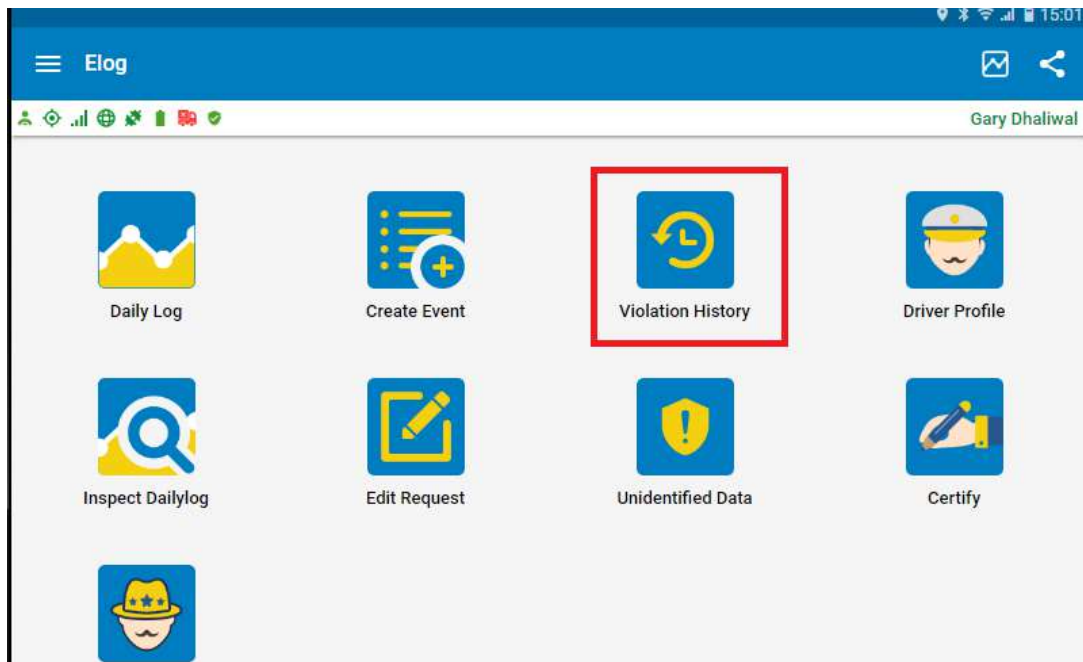 15:01
Elog
Gary Dhaliwal
Daily Log
Create Event
Violation History
Driver Profile
Inspect Dailylog
Edit Request
Unidentified Data
Certify